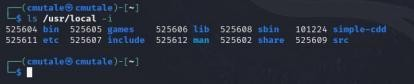 ┌──(cmutale㉿cmutale)-[~]
└─$ ls /usr/local -i
525604 bin 525605 games 525606 lib 525608 sbin 101224 simple-cdd
525611 etc 525607 include 525612 man 525602 share 525609 src
┌──(cmutale㉿cmutale)-[~]
└─$